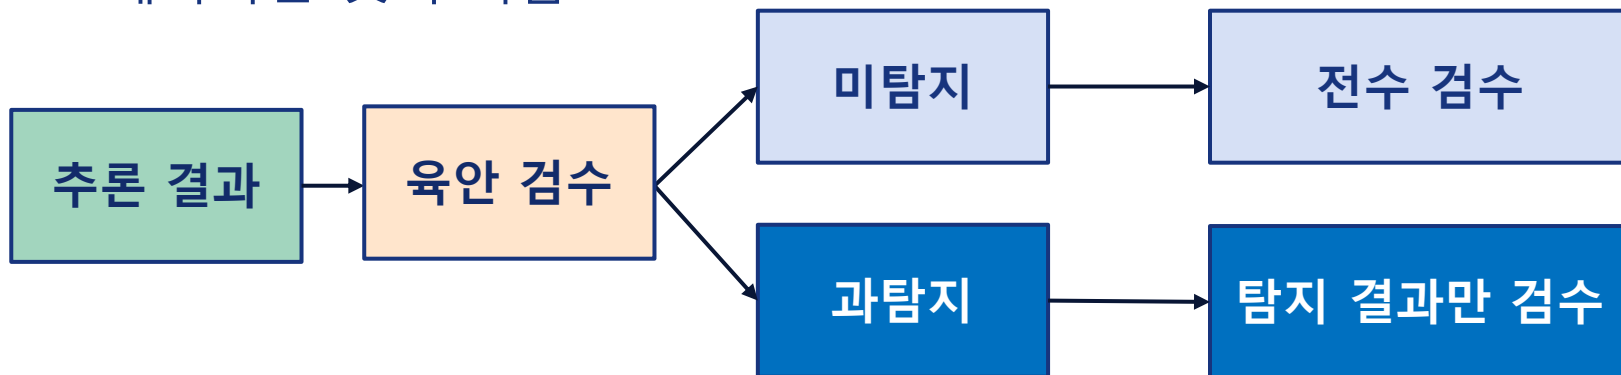 추론 결과
육안 검수
미탐지
전수 검수
과탐지
탐지 결과만 검수